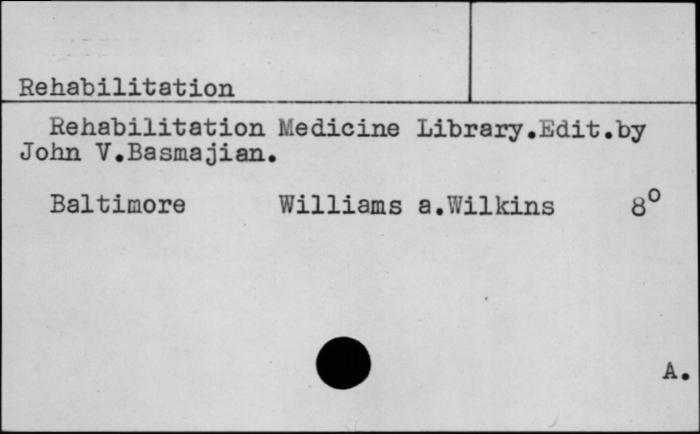 Rehabilitation
Rehabilitation Medicine Library.Edit.by
John V.Basmajian.
Baltimore Williams a.Wilkins 8°
A.